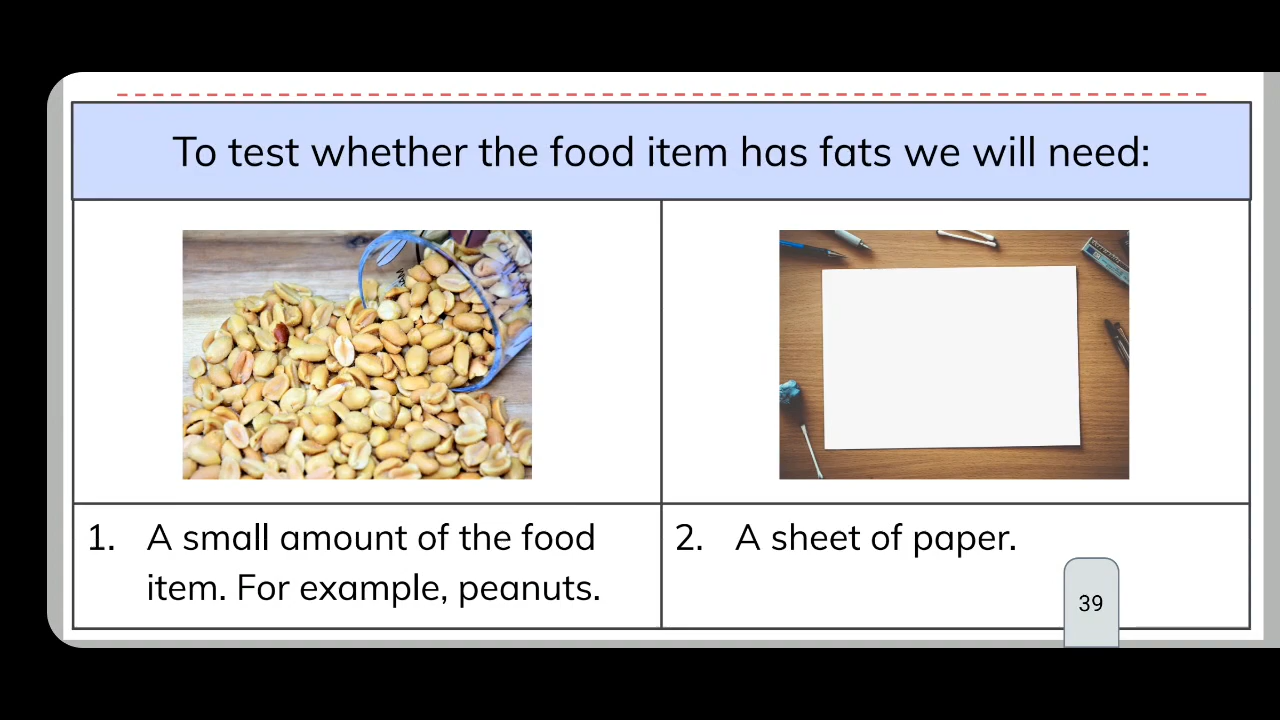 To test whether the food item has fats we will need:
1. A small amount of the food
item. For example, peanuts.
2. A sheet of paper.
39